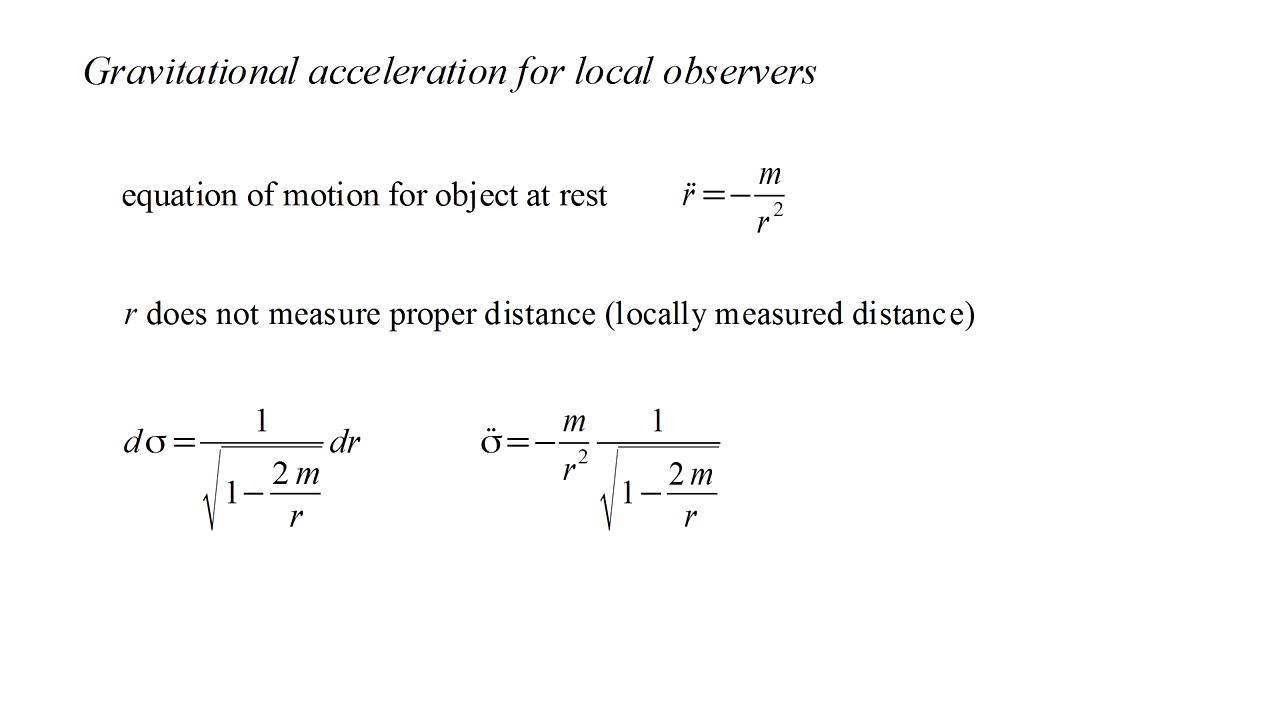 Gravitational acceleration for local observers
equation of motion for object at rest r̈ = − m/r²
r does not measure proper distance (locally measured distance)
dσ = 1/√(1 − 2m/r) dr σ̈ = − m/r² 1/√(1 − 2m/r)